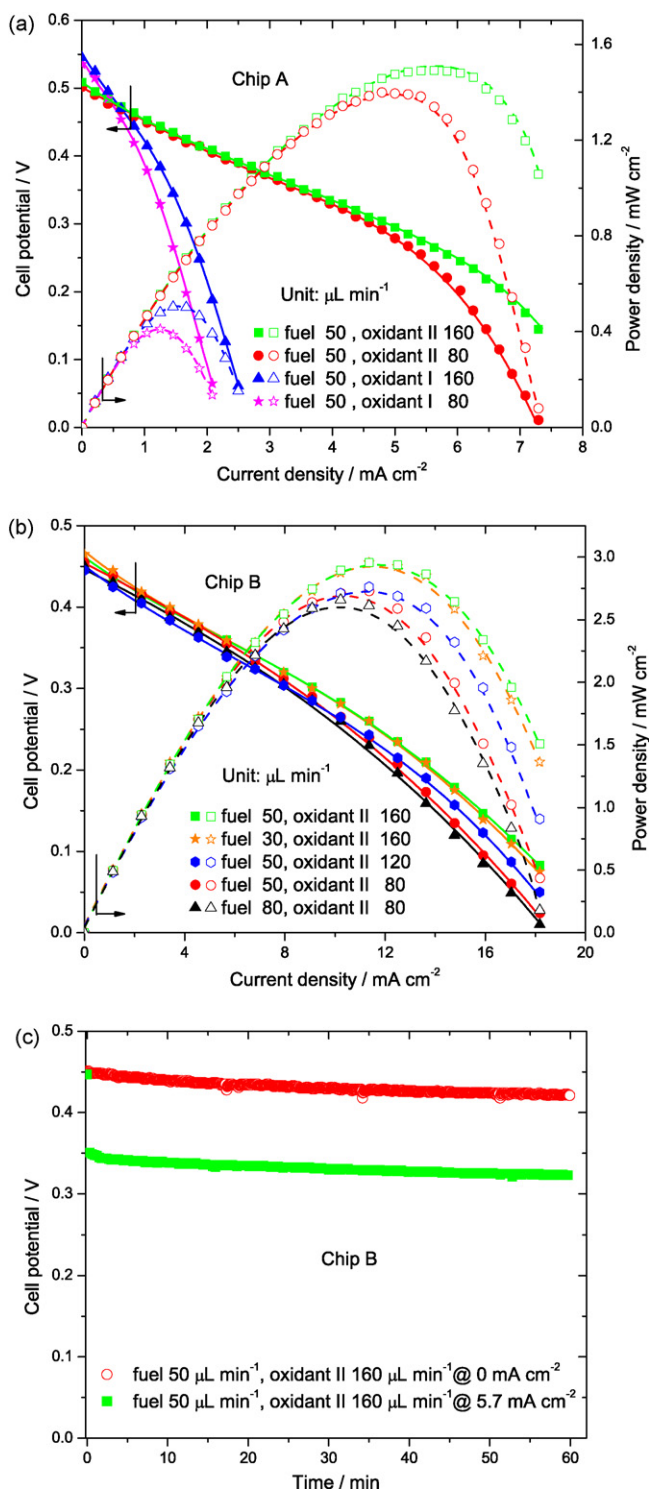 (a)
0.6
0.5
0.4
0.3
0.2
0.1
0.0
Cell potential / V
Chip A
Unit: μL min⁻¹
fuel 50 , oxidant II 160
fuel 50 , oxidant II 80
fuel 50 , oxidant I 160
fuel 50 , oxidant I 80
1.6
1.2
0.8
0.4
0.0
Power density / mW cm⁻²
0 1 2 3 4 5 6 7 8
Current density / mA cm⁻²
(b)
0.5
0.4
0.3
0.2
0.1
0.0
Cell potential / V
Chip B
Unit: μL min⁻¹
fuel 50, oxidant II 160
fuel 30, oxidant II 160
fuel 50, oxidant II 120
fuel 50, oxidant II 80
fuel 80, oxidant II 80
3.0
2.5
2.0
1.5
1.0
0.5
0.0
Power density / mW cm⁻²
0 4 8 12 16 20
Current density / mA cm⁻²
(c)
0.5
0.4
0.3
0.2
0.1
0.0
Cell potential / V
Chip B
fuel 50 μL min⁻¹, oxidant II 160 μL min⁻¹@ 0 mA cm⁻²
fuel 50 μL min⁻¹, oxidant II 160 μL min⁻¹@ 5.7 mA cm⁻²
0 10 20 30 40 50 60
Time / min